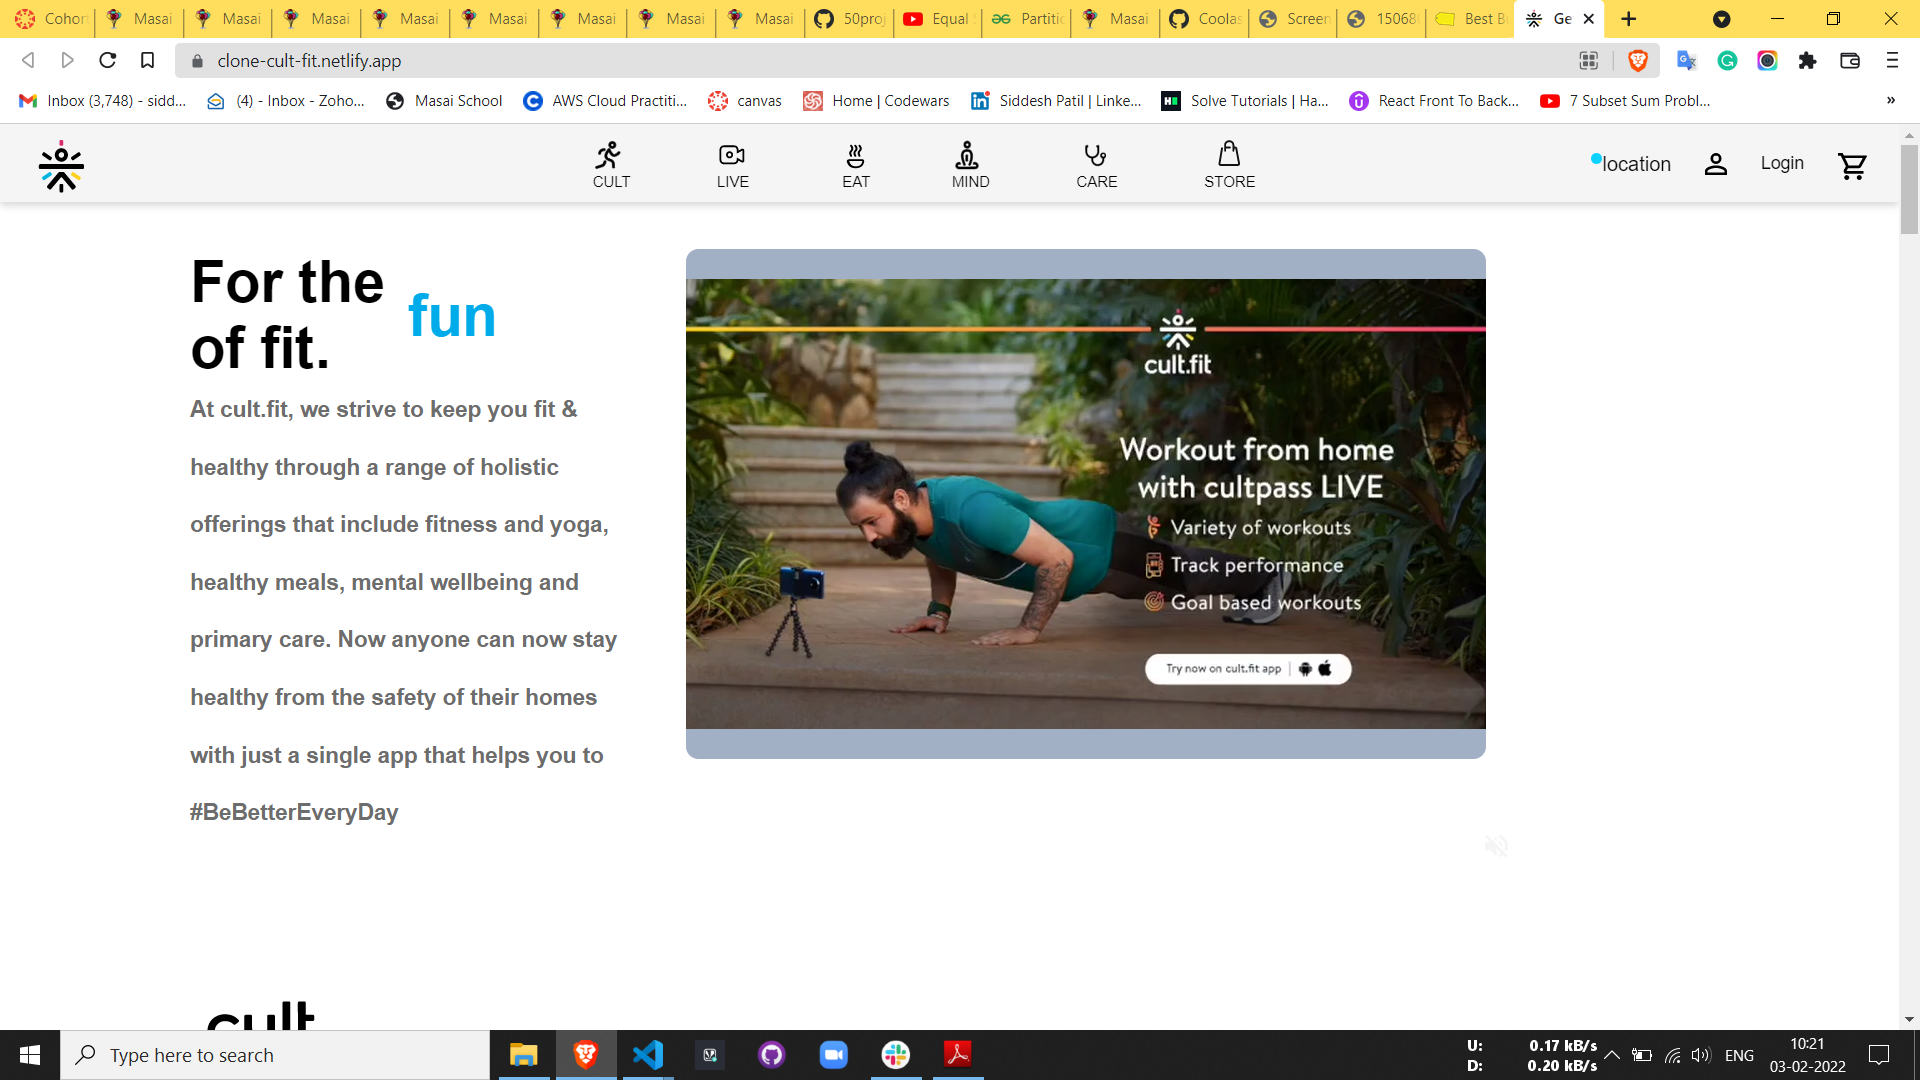 Cohort
Masai
Masai
Masai
Masai
Masai
Masai
Masai
Masai
50proj
Equal S
Partitio
Masai
Coolas
Screen
15068
Best B
Ge
clone-cult-fit.netlify.app
Inbox (3,748) - sidd...
(4) - Inbox - Zoho...
Masai School
AWS Cloud Practiti...
canvas
Home | Codewars
Siddesh Patil | Linke...
Solve Tutorials | Ha...
React Front To Back...
7 Subset Sum Probl...
»
CULT
LIVE
EAT
MIND
CARE
STORE
location
Login
For the
fun
of fit.
At cult.fit, we strive to keep you fit &
healthy through a range of holistic
offerings that include fitness and yoga,
healthy meals, mental wellbeing and
primary care. Now anyone can now stay
healthy from the safety of their homes
with just a single app that helps you to
#BeBetterEveryDay
cult.fit
Workout from home
with cultpass LIVE
Variety of workouts
Track performance
Goal based workouts
Try now on cult.fit app |
cult
Type here to search
U: 0.17 kB/s
D: 0.20 kB/s
ENG
10:21
03-02-2022